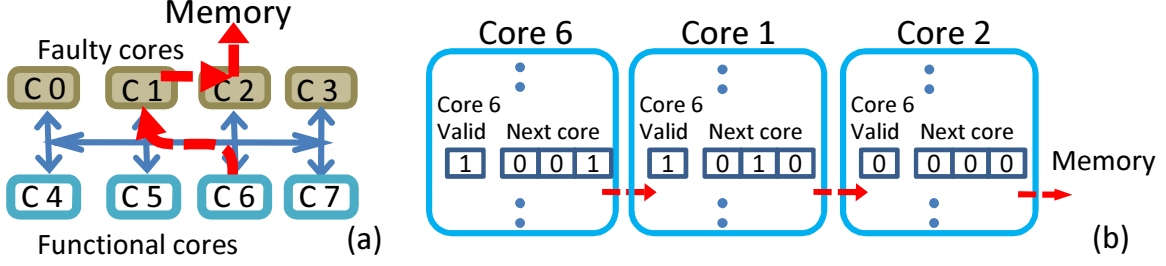 Memory
Faulty cores
C 0 C 1 C 2 C 3
C 4 C 5 C 6 C 7
Functional cores
(a)
Core 6 Core 1 Core 2
Core 6 Core 6 Core 6
Valid Next core Valid Next core Valid Next core
1 0 0 1 1 0 1 0 0 0 0 0
Memory
(b)